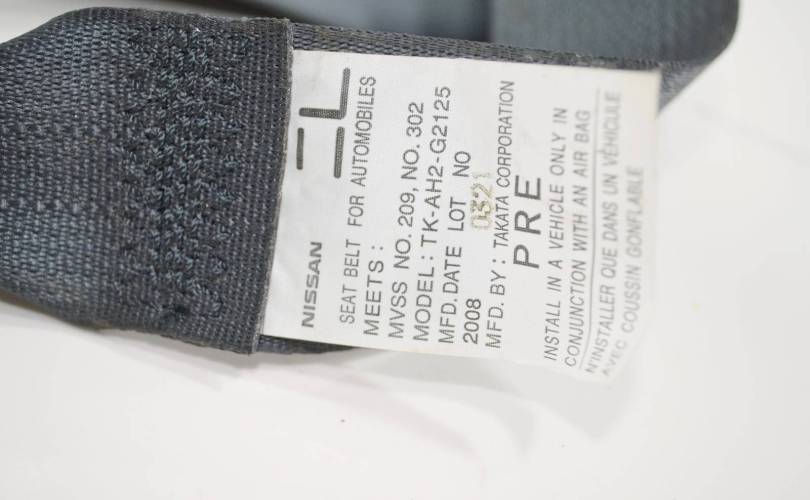 NISSAN
EL
SEAT BELT FOR AUTOMOBILES
MEETS :
MVSS NO. 209, NO. 302
MODEL : TK-AH2-G2125
MFD. DATE LOT NO
2008 0321
MFD. BY : TAKATA CORPORATION
PRE
INSTALL IN A VEHICLE ONLY IN
CONJUNCTION WITH AN AIR BAG
N'INSTALLER QUE DANS UN VÉHICULE
AVEC COUSSIN GONFLABLE